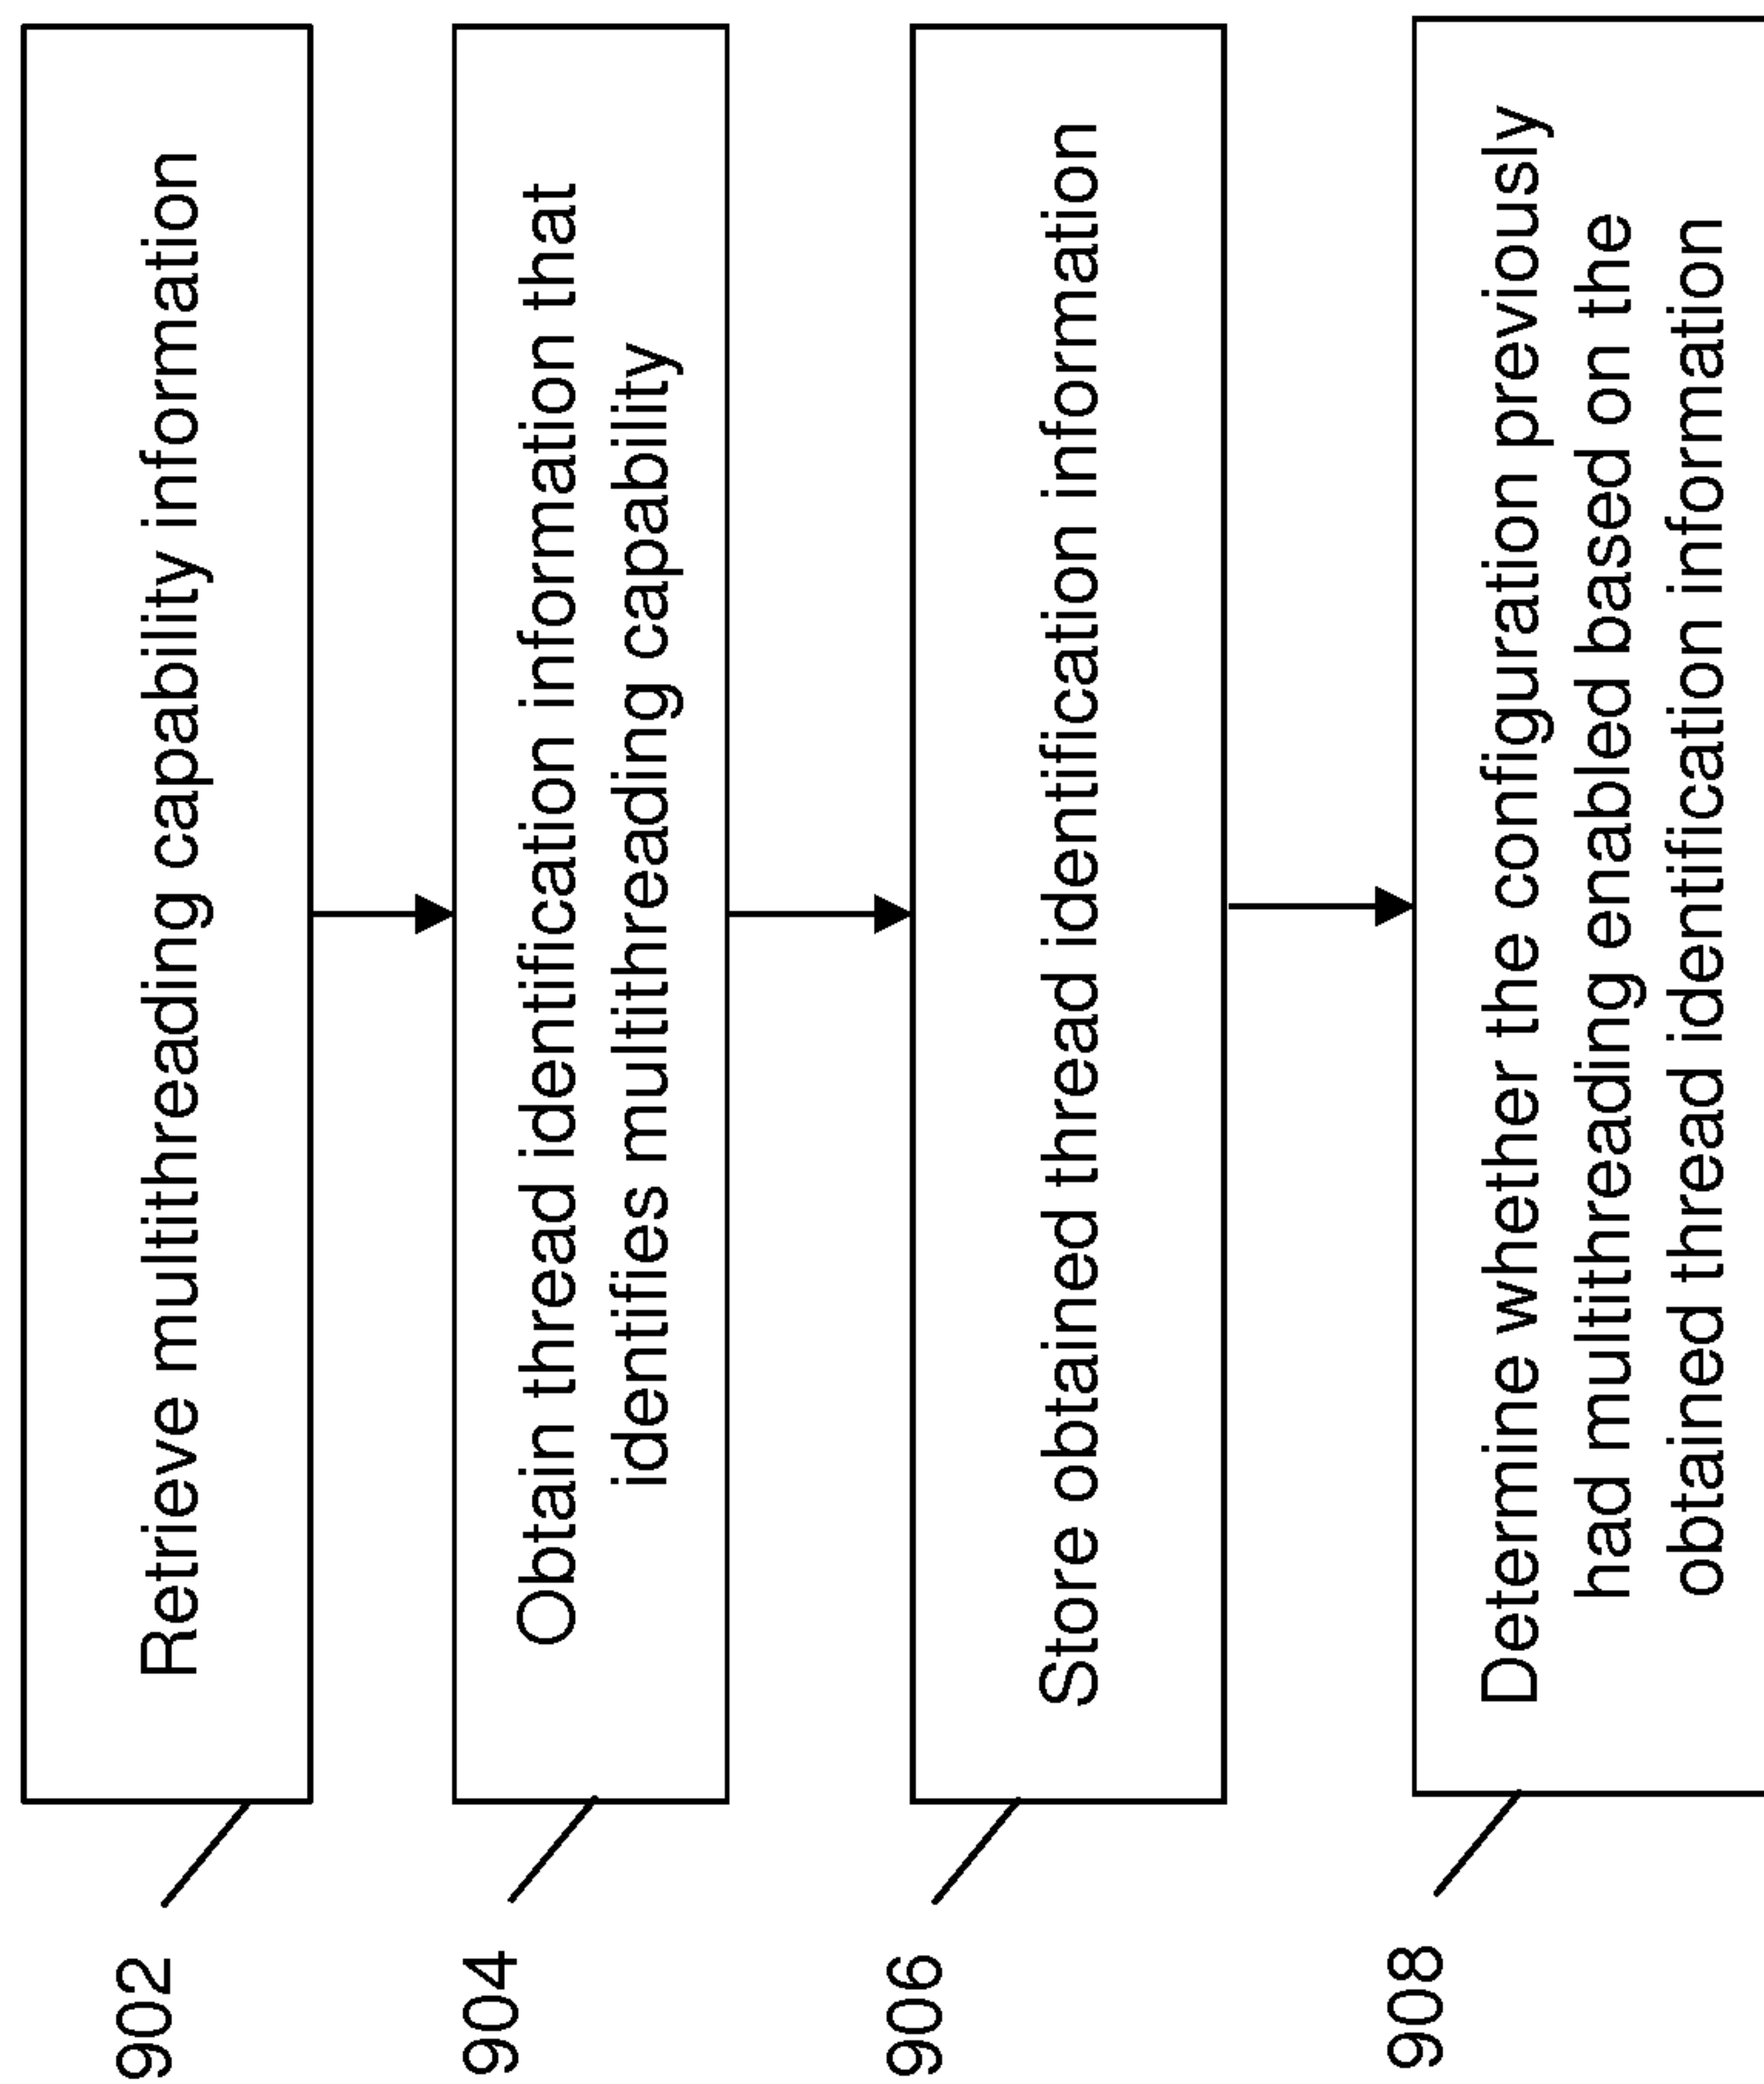 902
Retrieve multithreading capability information
904
Obtain thread identification information that
identifies multithreading capability
906
Store obtained thread identification information
908
Determine whether the configuration previously
had multithreading enabled based on the
obtained thread identification information